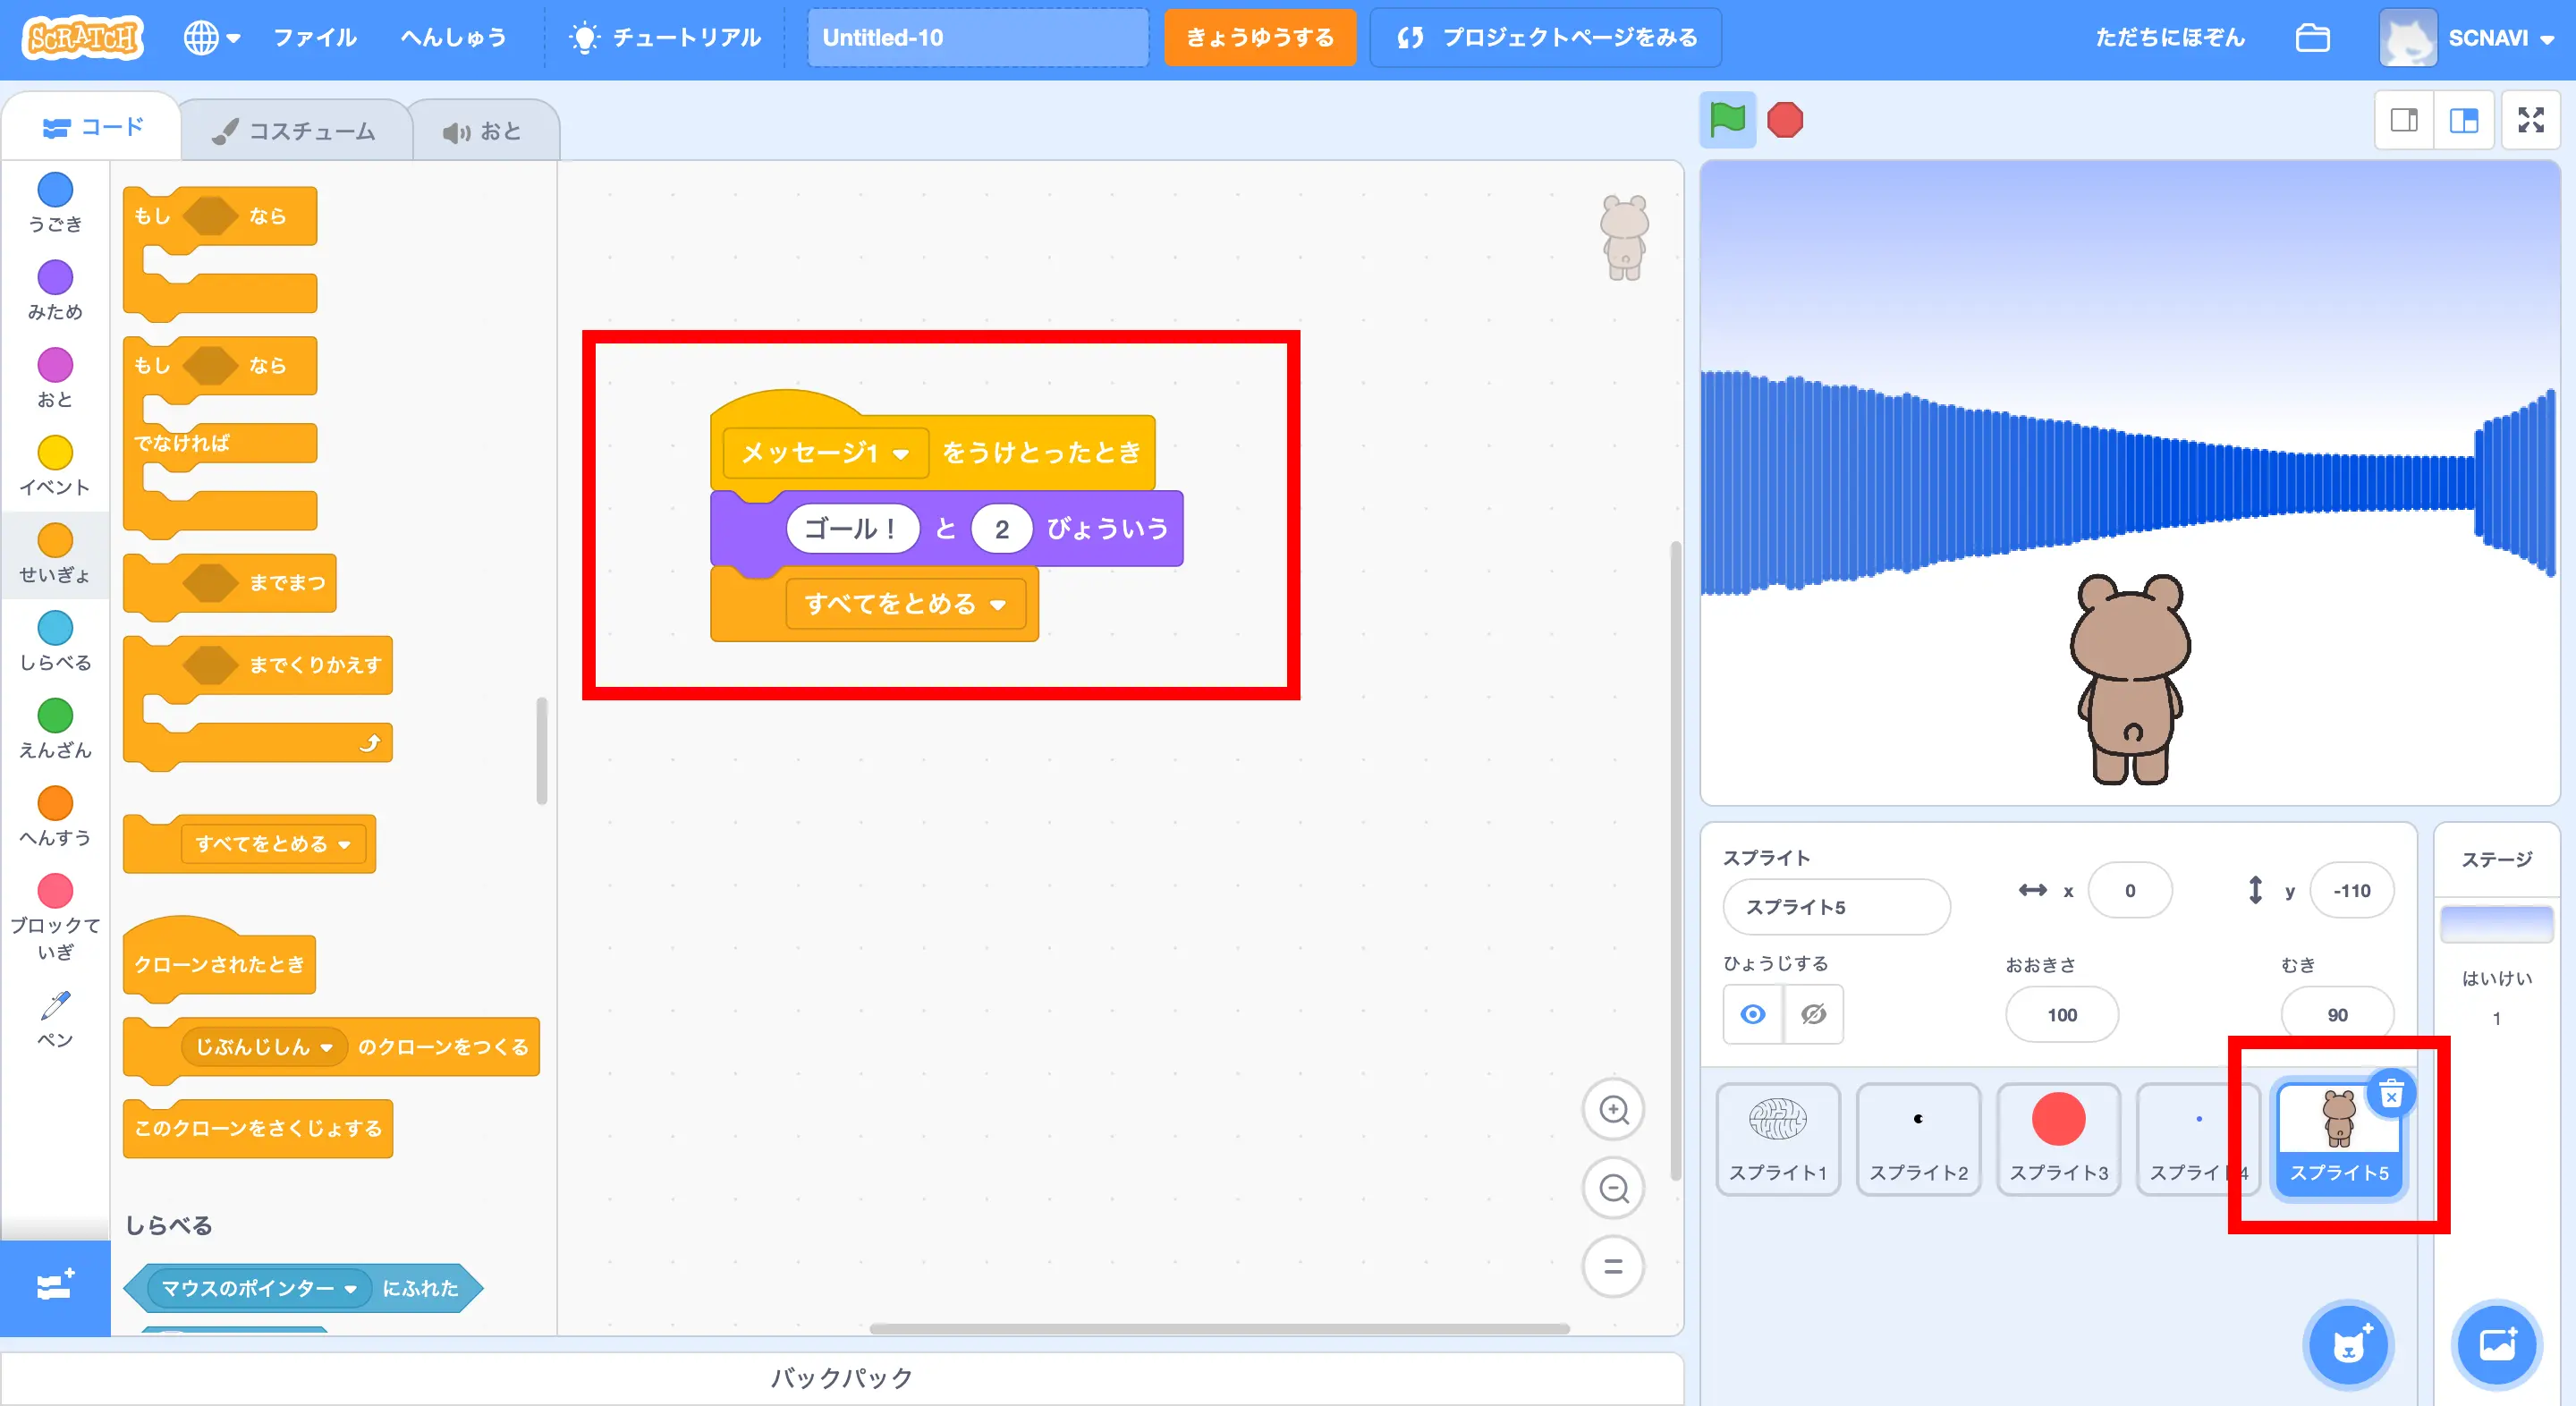 SCRATCH
ファイル
へんしゅう
チュートリアル
Untitled-10
きょうゆうする
プロジェクトページをみる
ただちにほぞん
SCNAVI
コード
コスチューム
おと
うごき
みため
おと
イベント
せいぎょ
しらべる
えんざん
へんすう
ブロックて
いぎ
ペン
もし なら
もし なら
でなければ
までまつ
までくりかえす
すべてをとめる
クローンされたとき
じぶんじしん のクローンをつくる
このクローンをさくじょする
しらべる
マウスのポインター にふれた
メッセージ1 をうけとったとき
ゴール！ と 2 びょういう
すべてをとめる
バックパック
スプライト
スプライト5
x 0
y -110
ひょうじする
おおきさ
100
むき
90
スプライト1
スプライト2
スプライト3
スプライト4
スプライト5
ステージ
はいけい
1